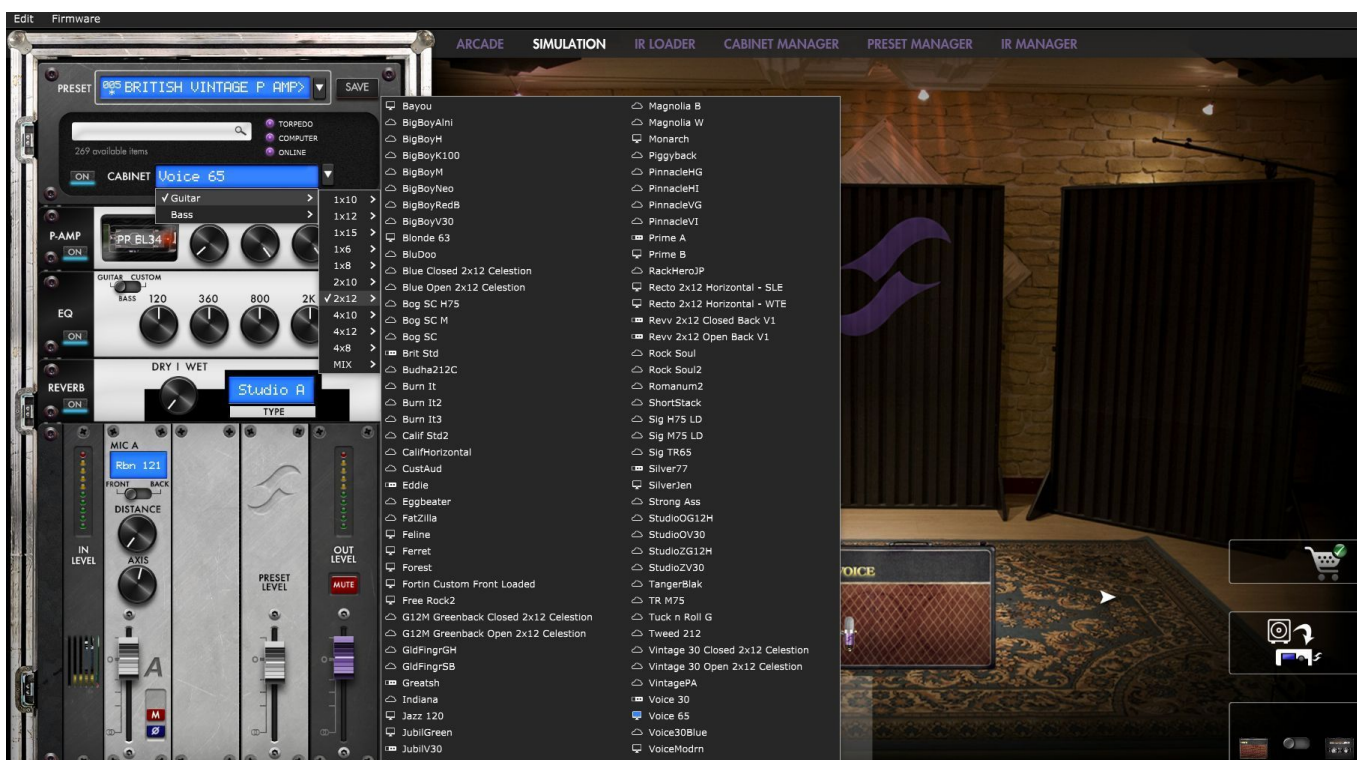 Edit Firmware
ARCADE SIMULATION IR LOADER CABINET MANAGER PRESET MANAGER IR MANAGER
PRESET 005 BRITISH VINTAGE P AMP> SAVE
TORPEDO
COMPUTER
269 available items ONLINE
ON CABINET Voice 65
Guitar
Bass
1x10
1x12
1x15
1x6
1x8
2x10
2x12
4x10
4x12
4x8
MIX
Bayou
BigBoyAlni
BigBoyH
BigBoyK100
BigBoyM
BigBoyNeo
BigBoyRedB
BigBoyV30
Blonde 63
BluDoo
Blue Closed 2x12 Celestion
Blue Open 2x12 Celestion
Bog SC H75
Bog SC M
Bog SC
Brit Std
Budha212C
Burn It
Burn It2
Burn It3
Calif Std2
CalifHorizontal
CustAud
Eddie
Eggbeater
FatZilla
Feline
Ferret
Forest
Fortin Custom Front Loaded
Free Rock2
G12M Greenback Closed 2x12 Celestion
G12M Greenback Open 2x12 Celestion
GldFingrGH
GldFingrSB
Greatsh
Indiana
Jazz 120
JubilGreen
JubilV30
Magnolia B
Magnolia W
Monarch
Piggyback
PinnacleHG
PinnacleHI
PinnacleVG
PinnacleVI
Prime A
Prime B
RackHeroJP
Recto 2x12 Horizontal - SLE
Recto 2x12 Horizontal - WTE
Revv 2x12 Closed Back V1
Revv 2x12 Open Back V1
Rock Soul
Rock Soul2
Romanum2
ShortStack
Sig H75 LD
Sig M75 LD
Sig TR65
Silver77
SilverJen
Strong Ass
StudioOG12H
StudioOV30
StudioZG12H
StudioZV30
TangerBlak
TR M75
Tuck n Roll G
Tweed 212
Vintage 30 Closed 2x12 Celestion
Vintage 30 Open 2x12 Celestion
VintagePA
Voice 30
Voice 65
Voice30Blue
VoiceModrn
P-AMP PP EL34
ON
GUITAR CUSTOM
BASS 120 360 800 2K
EQ
ON
DRY | WET
REVERB Studio A
ON TYPE
MIC A
Rbn 121
FRONT BACK
DISTANCE
IN LEVEL AXIS
PRESET LEVEL
OUT LEVEL
MUTE
A
M
Ø
VOICE